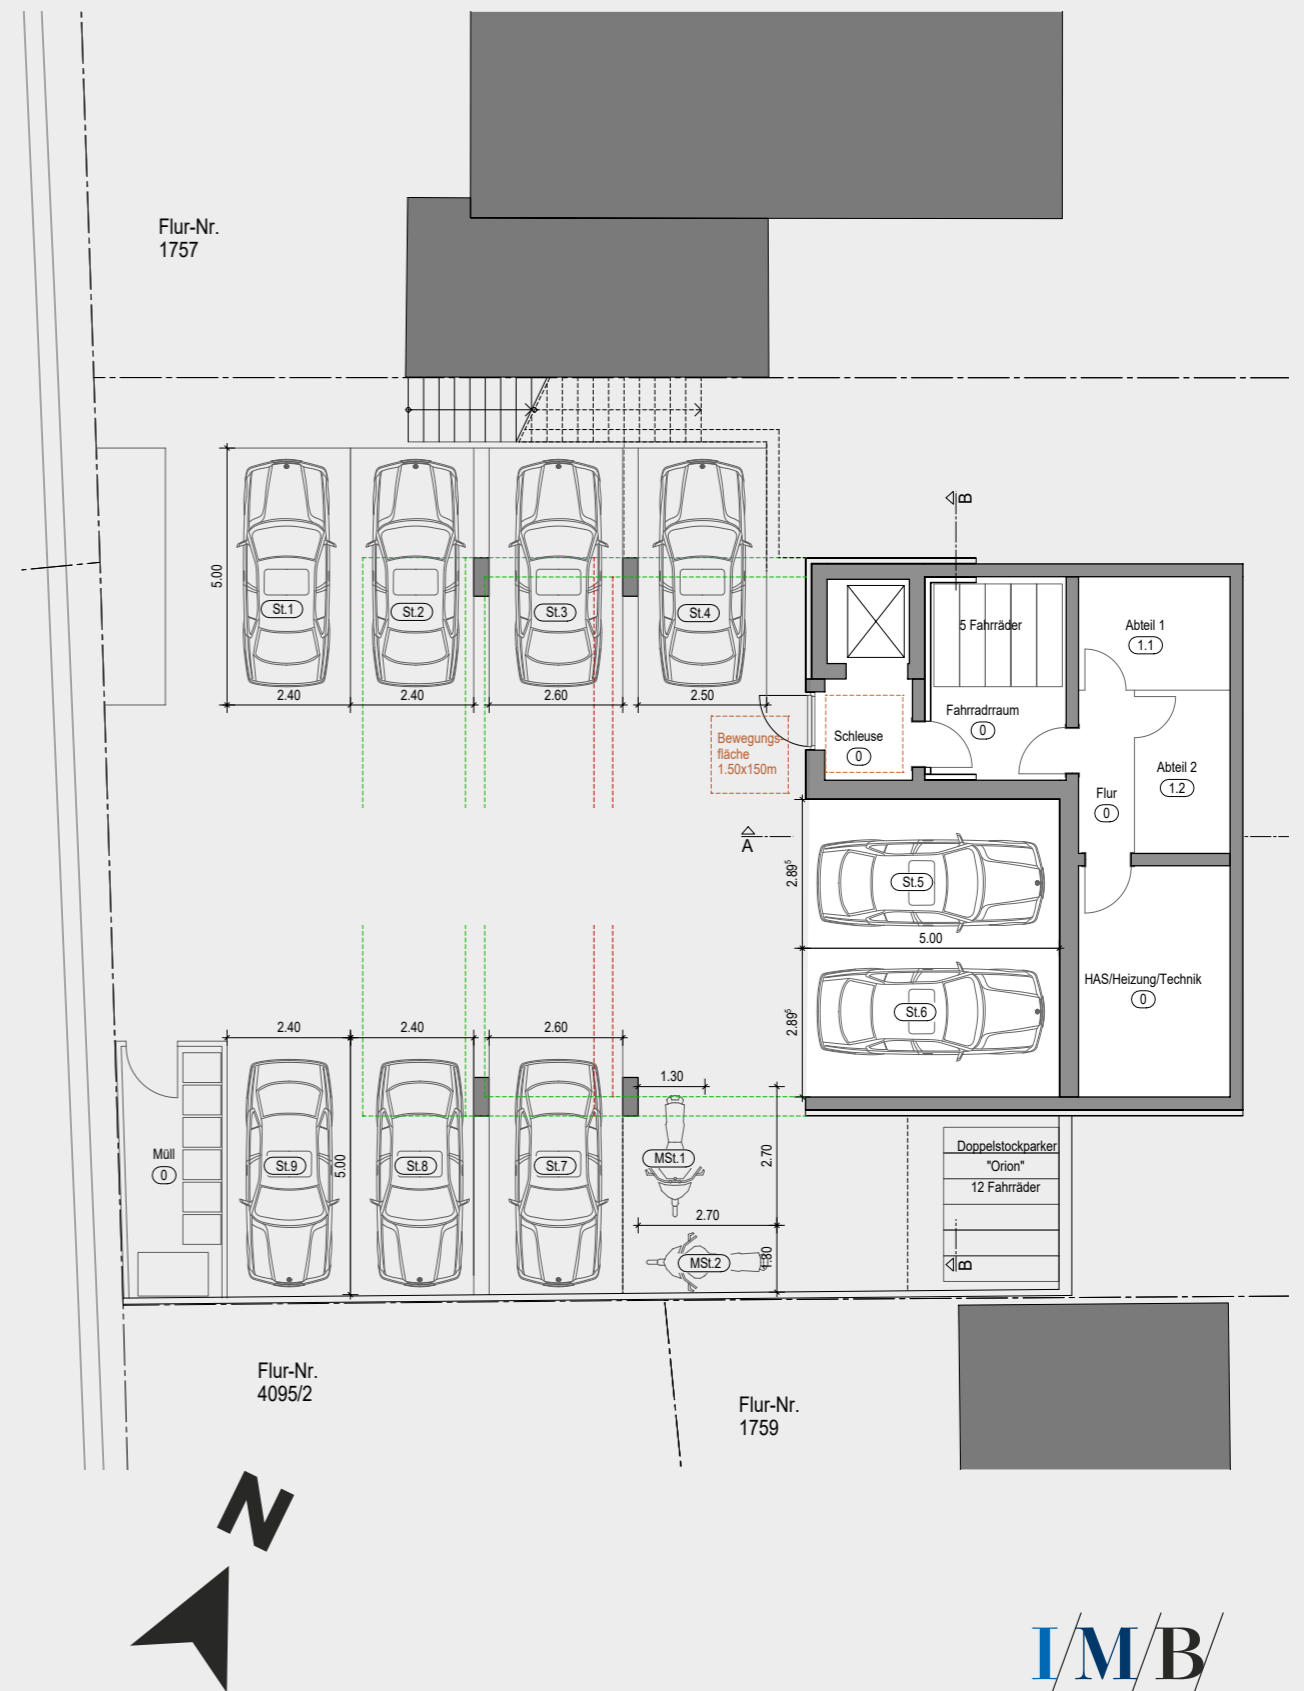 Flur-Nr.
1757
B
5.00
St.1
St.2
St.3
St.4
2.40
2.40
2.60
2.50
5 Fahrräder
Abteil 1
1.1
Fahrradraum
0
Schleuse
0
Bewegungs-
fläche
1.50x150m
Abteil 2
1.2
Flur
0
A
2.89⁵
St.5
5.00
2.89⁵
St.6
HAS/Heizung/Technik
0
2.40
2.40
2.60
1.30
Müll
0
St.9
5.00
St.8
St.7
MSt.1
2.70
2.70
MSt.2
1.80
Doppelstockparker
"Orion"
12 Fahrräder
B
Flur-Nr.
4095/2
Flur-Nr.
1759
N
I/M/B/